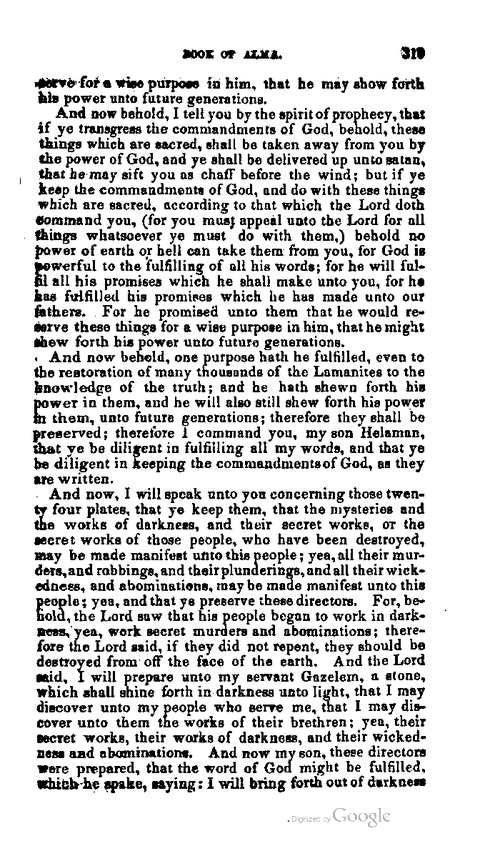 BOOK OF ALMA. 319
serve for a wise purpose in him, that he may show forth
his power unto future generations.
And now behold, I tell you by the spirit of prophecy, that
if ye transgress the commandments of God, behold, these
things which are sacred, shall be taken away from you by
the power of God, and ye shall be delivered up unto satan,
that he may sift you as chaff before the wind; but if ye
keep the commandments of God, and do with these things
which are sacred, according to that which the Lord doth
command you, (for you must appeal unto the Lord for all
things whatsoever ye must do with them,) behold no
power of earth or hell can take them from you, for God is
powerful to the fulfilling of all his words; for he will ful-
fil all his promises which he shall make unto you, for he
has fulfilled his promises which he has made unto our
fathers. For he promised unto them that he would re-
serve these things for a wise purpose in him, that he might
shew forth his power unto future generations.
And now behold, one purpose hath he fulfilled, even to
the restoration of many thousands of the Lamanites to the
knowledge of the truth; and he hath shewn forth his
power in them, and he will also still shew forth his power
in them, unto future generations; therefore they shall be
preserved; therefore I command you, my son Helaman,
that ye be diligent in fulfilling all my words, and that ye
be diligent in keeping the commandments of God, as they
are written.
And now, I will speak unto you concerning those twen-
ty four plates, that ye keep them, that the mysteries and
the works of darkness, and their secret works, or the
secret works of those people, who have been destroyed,
may be made manifest unto this people; yea, all their mur-
ders, and robbings, and their plunderings, and all their wick-
edness, and abominations, may be made manifest unto this
people; yea, and that ye preserve these directors. For, be-
hold, the Lord saw that his people began to work in dark-
ness, yea, work secret murders and abominations; there-
fore the Lord said, if they did not repent, they should be
destroyed from off the face of the earth. And the Lord
said, I will prepare unto my servant Gazelem, a stone,
which shall shine forth in darkness unto light, that I may
discover unto my people who serve me, that I may dis-
cover unto them the works of their brethren; yea, their
secret works, their works of darkness, and their wicked-
ness and abominations. And now my son, these directors
were prepared, that the word of God might be fulfilled,
which he spake, saying: I will bring forth out of darkness
Digitized by Google